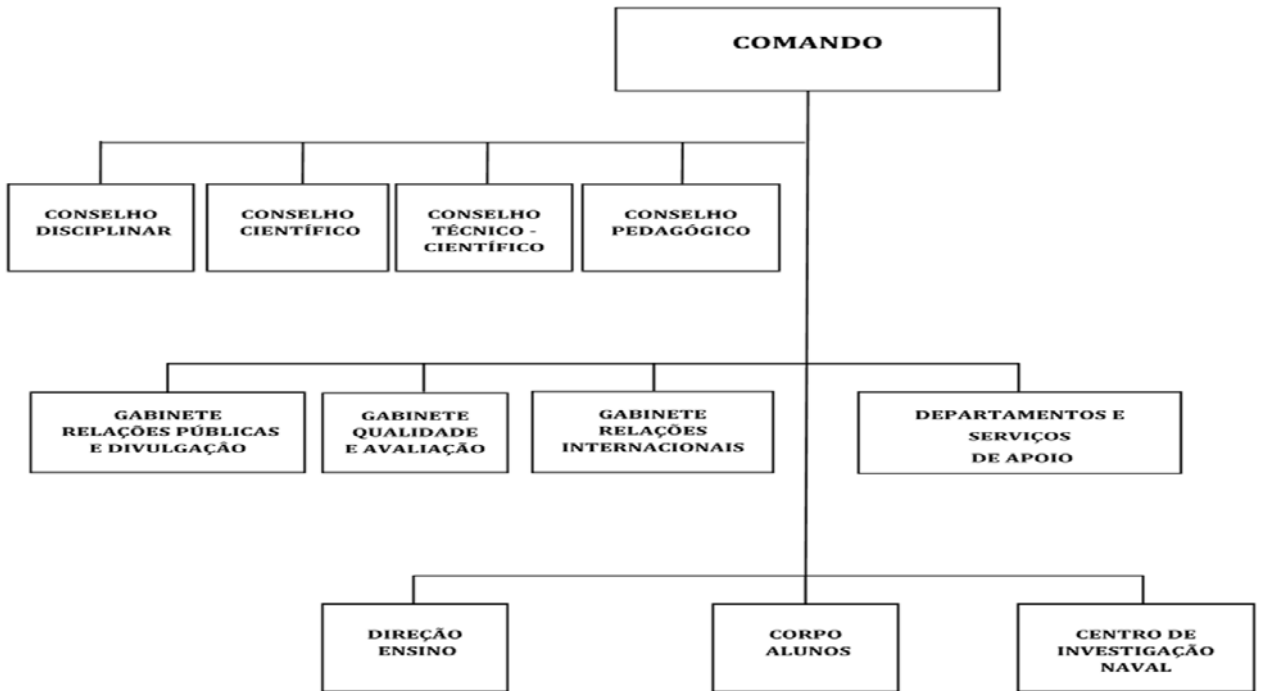 COMANDO
CONSELHO
DISCIPLINAR
CONSELHO
CIENTÍFICO
CONSELHO
TÉCNICO -
CIENTÍFICO
CONSELHO
PEDAGÓGICO
GABINETE
RELAÇÕES PÚBLICAS
E DIVULGAÇÂO
GABINETE
QUALIDADE
E AVALIAÇÃO
GABINETE
RELAÇÕES
INTERNACIONAIS
DEPARTAMENTOS E
SERVIÇOS
DE APOIO
DIREÇÃO
ENSINO
CORPO
ALUNOS
CENTRO DE
INVESTIGAÇÃO
NAVAL